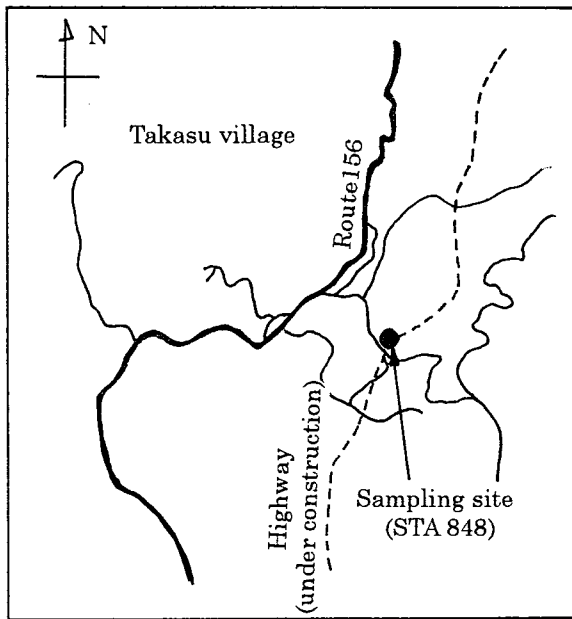 N
Takasu village
Route156
Highway
(under construction)
Sampling site
(STA 848)